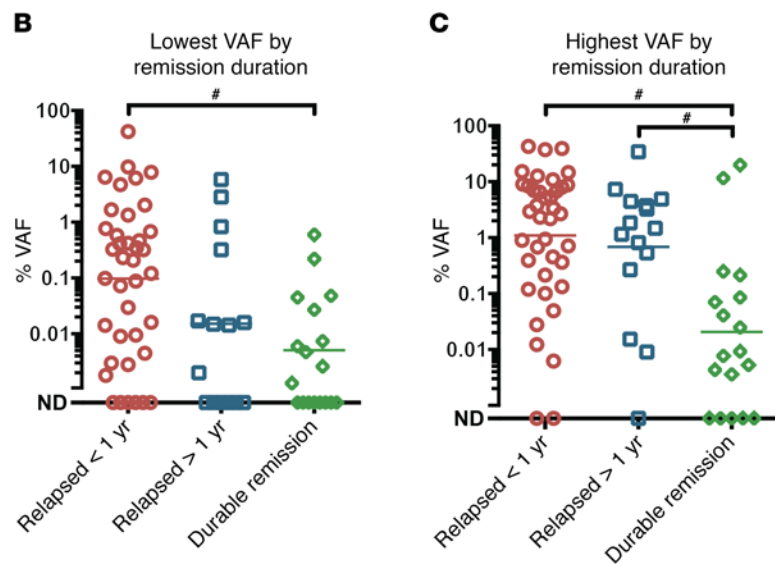 B
Lowest VAF by
remission duration
#
100
10
1
0.1
0.01
ND
% VAF
Relapsed < 1 yr
Relapsed > 1 yr
Durable remission
C
Highest VAF by
remission duration
#
#
100
10
1
0.1
0.01
ND
% VAF
Relapsed < 1 yr
Relapsed > 1 yr
Durable remission